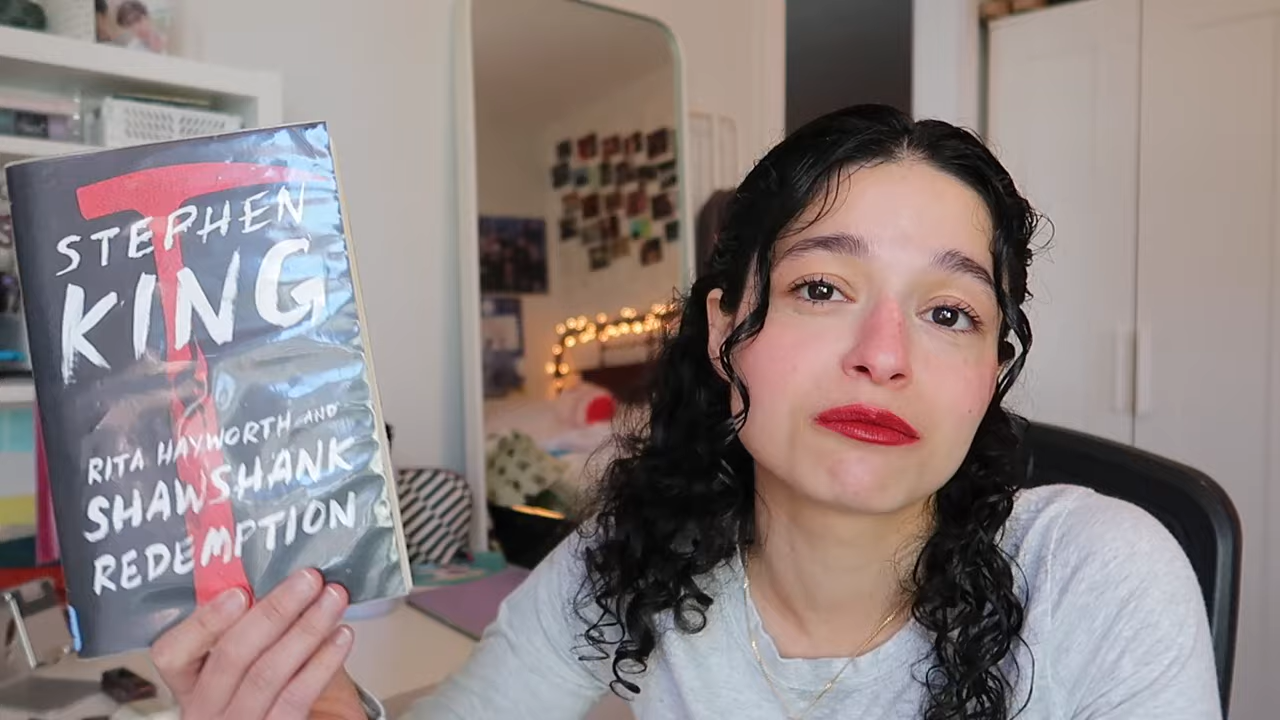 STEPHEN
KING
RITA HAYWORTH AND
SHAWSHANK
REDEMPTION